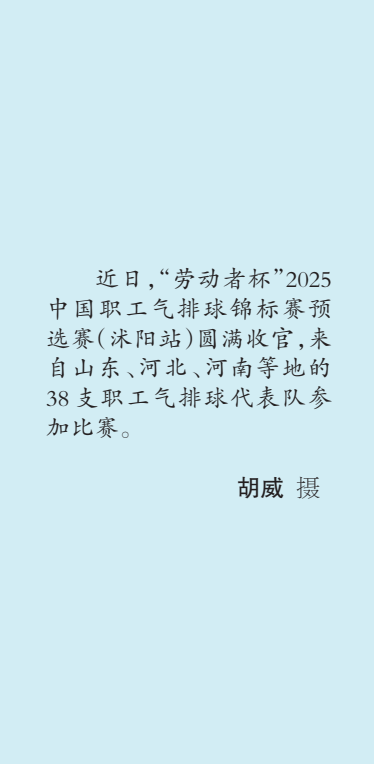 近日，“劳动者杯”2025
中国职工气排球锦标赛预
选赛（沭阳站）圆满收官，来
自山东、河北、河南等地的
38支职工气排球代表队参
加比赛。
胡威 摄